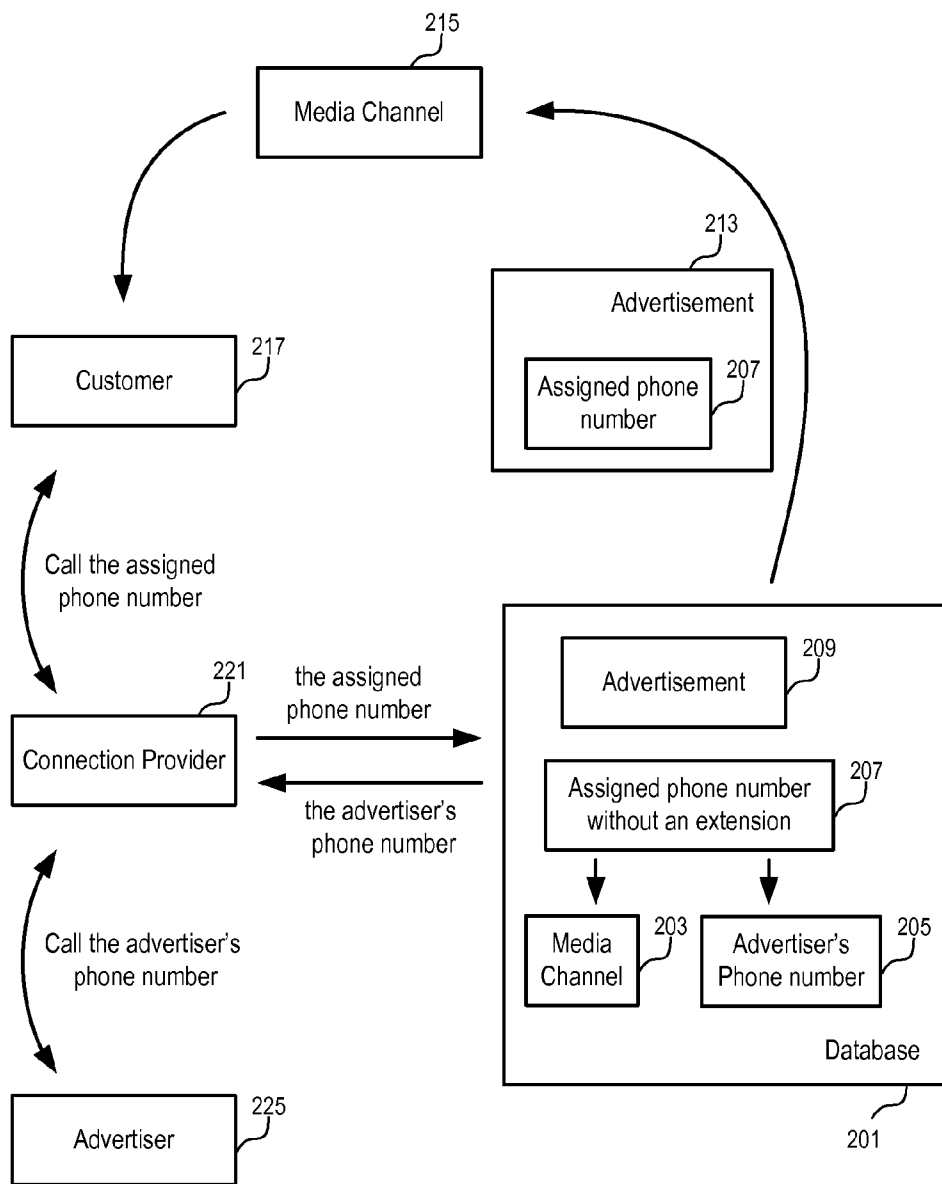 215
Media Channel
213
Advertisement
207
Assigned phone
number
217
Customer
Call the assigned
phone number
221
Connection Provider
the assigned
phone number
the advertiser's
phone number
209
Advertisement
207
Assigned phone number
without an extension
203
Media
Channel
205
Advertiser's
Phone number
Database
201
Call the advertiser's
phone number
225
Advertiser